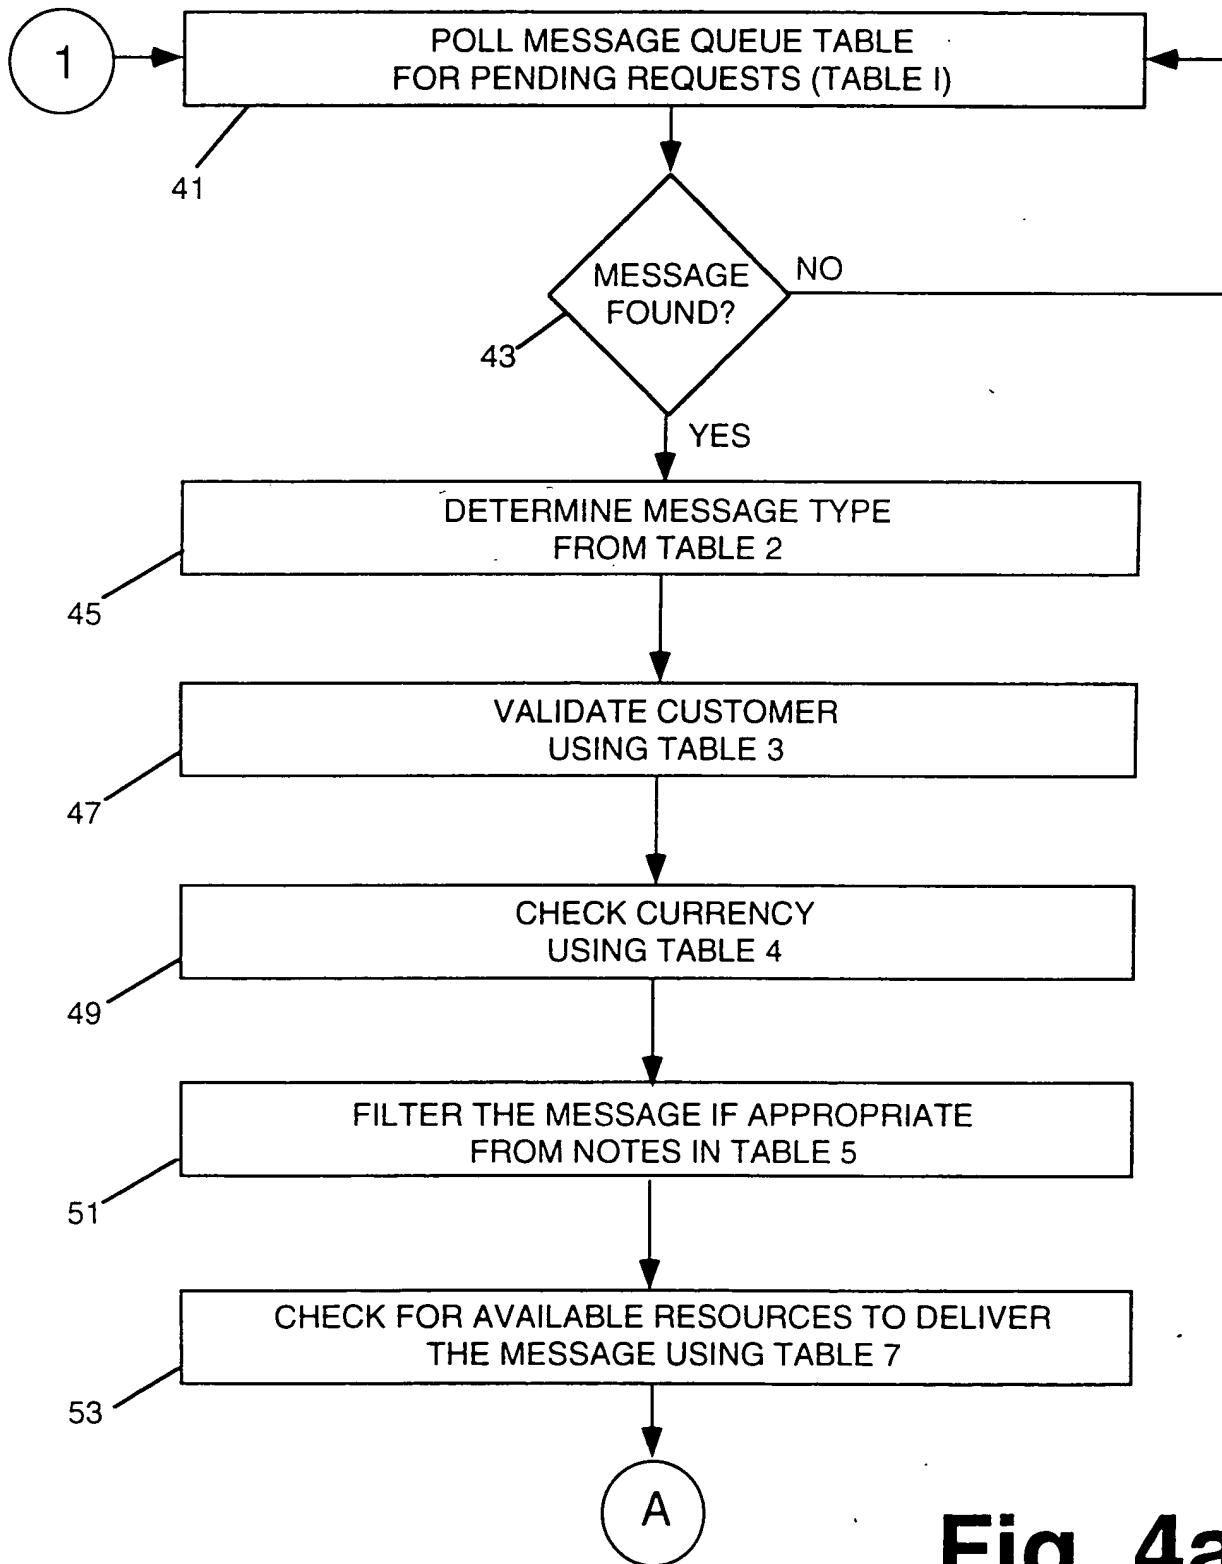 1
POLL MESSAGE QUEUE TABLE
FOR PENDING REQUESTS (TABLE I)
41
MESSAGE
FOUND?
NO
43
YES
DETERMINE MESSAGE TYPE
FROM TABLE 2
45
VALIDATE CUSTOMER
USING TABLE 3
47
CHECK CURRENCY
USING TABLE 4
49
FILTER THE MESSAGE IF APPROPRIATE
FROM NOTES IN TABLE 5
51
CHECK FOR AVAILABLE RESOURCES TO DELIVER
THE MESSAGE USING TABLE 7
53
A
Fig. 4a